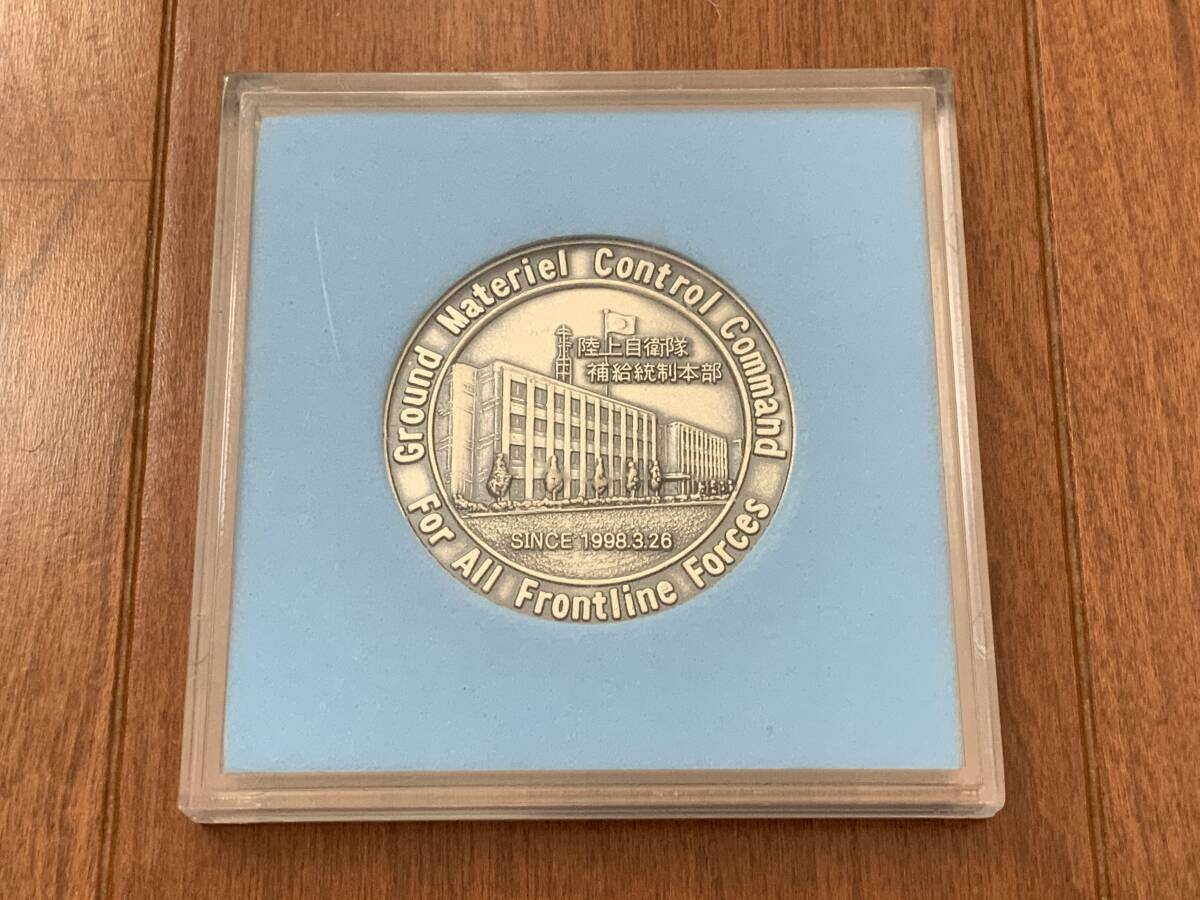 Ground Materiel Control Command
陸上自衛隊
補給統制本部
SINCE 1998.3.26
For All Frontline Forces